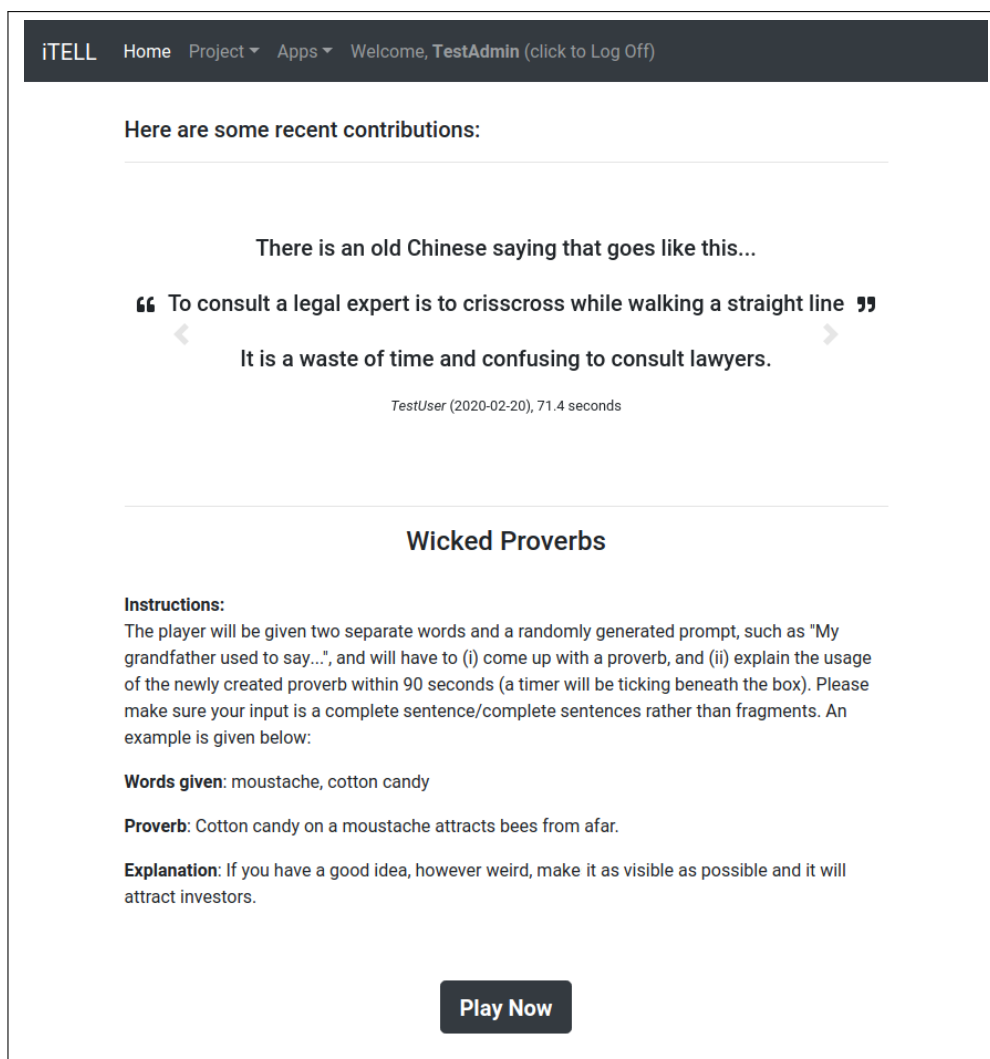 iTELL Home Project Apps Welcome, TestAdmin (click to Log Off)
Here are some recent contributions:
There is an old Chinese saying that goes like this...
“ To consult a legal expert is to crisscross while walking a straight line ”
It is a waste of time and confusing to consult lawyers.
TestUser (2020-02-20), 71.4 seconds
Wicked Proverbs
Instructions:
The player will be given two separate words and a randomly generated prompt, such as "My
grandfather used to say...", and will have to (i) come up with a proverb, and (ii) explain the usage
of the newly created proverb within 90 seconds (a timer will be ticking beneath the box). Please
make sure your input is a complete sentence/complete sentences rather than fragments. An
example is given below:
Words given: moustache, cotton candy
Proverb: Cotton candy on a moustache attracts bees from afar.
Explanation: If you have a good idea, however weird, make it as visible as possible and it will
attract investors.
Play Now